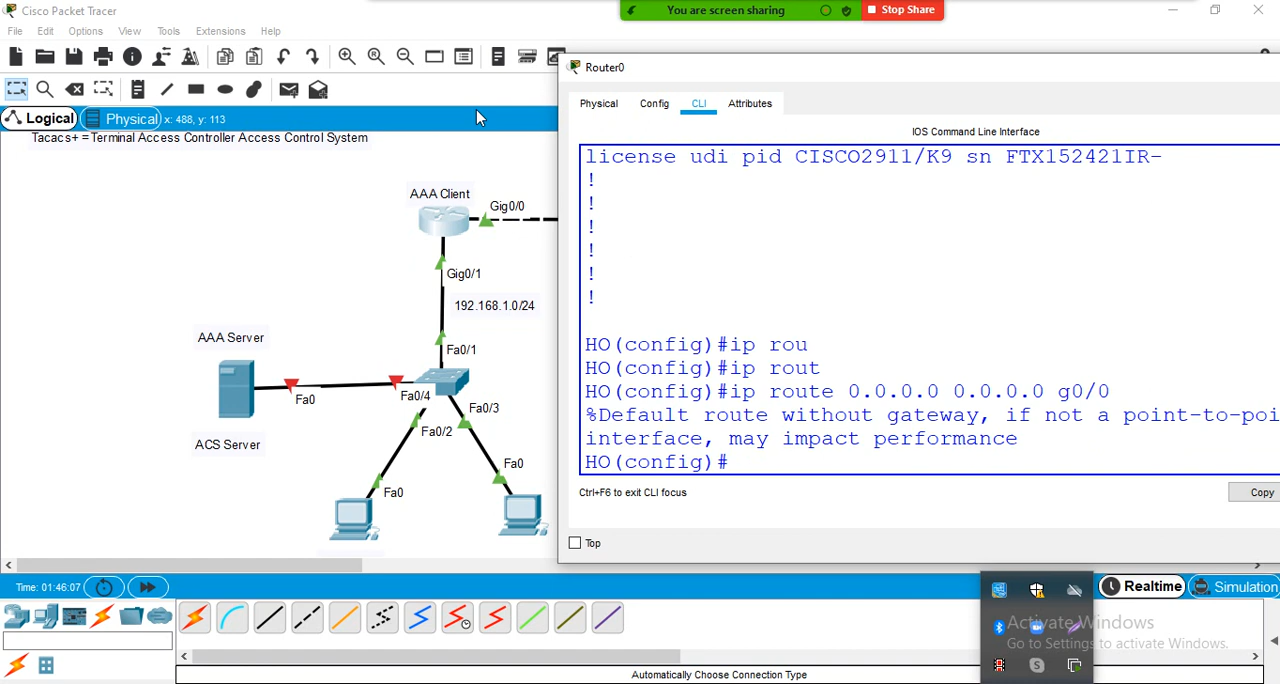 Cisco Packet Tracer
You are screen sharing
Stop Share
File Edit Options View Tools Extensions Help
Router0
Physical Config CLI Attributes
Logical Physical x: 488, y: 113
IOS Command Line Interface
Tacacs+ =Terminal Access Controller Access Control System
license udi pid CISCO2911/K9 sn FTX152421IR-
!
!
!
!
!
!
HO(config)#ip rou
HO(config)#ip rout
HO(config)#ip route 0.0.0.0 0.0.0.0 g0/0
%Default route without gateway, if not a point-to-poi
interface, may impact performance
HO(config)#
Ctrl+F6 to exit CLI focus
Copy
Top
AAA Client
Gig0/0
Gig0/1
192.168.1.0/24
AAA Server
Fa0/1
Fa0
Fa0/4
Fa0/3
Fa0/2
ACS Server
Fa0
Fa0
Time: 01:46:07
Realtime Simulation
Activate Windows
Go to Settings to activate Windows.
Automatically Choose Connection Type